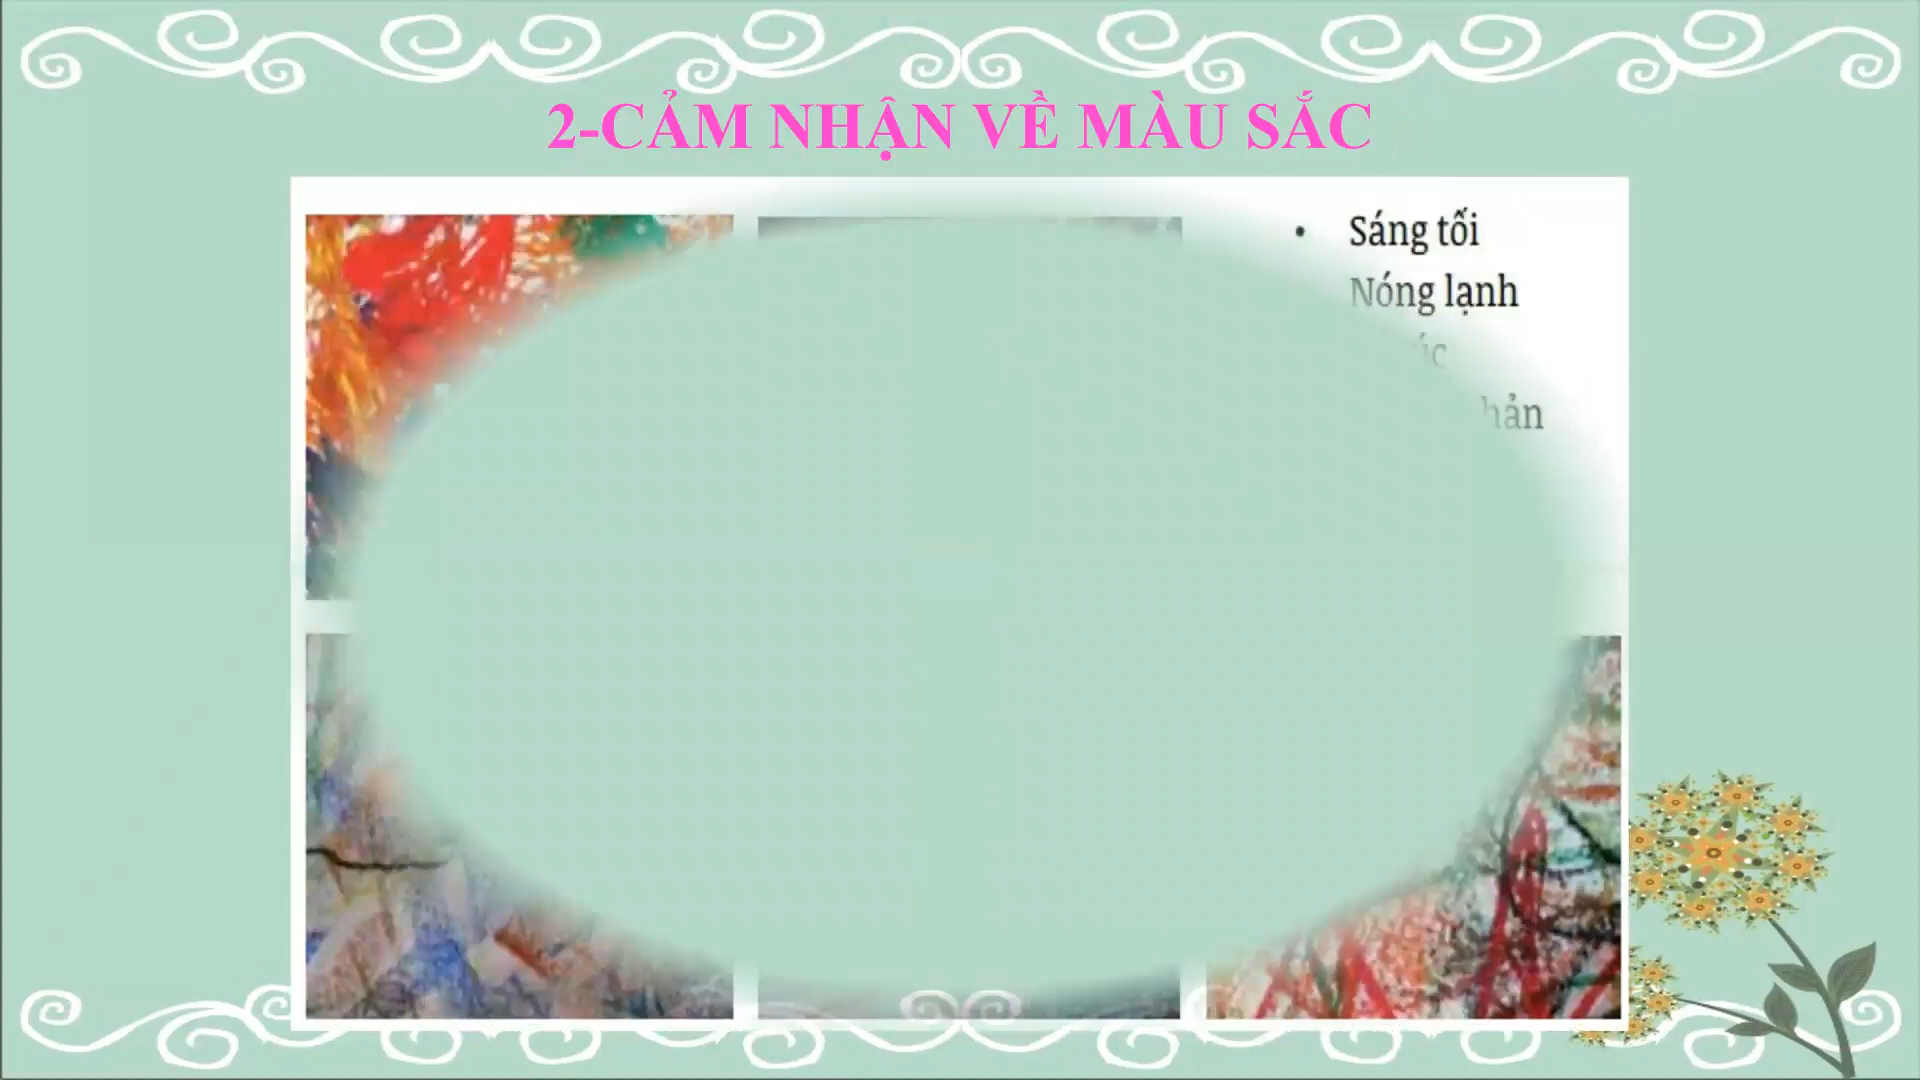 2-CẢM NHẬN VỀ MÀU SẮC
• Sáng tối
Nóng lạnh